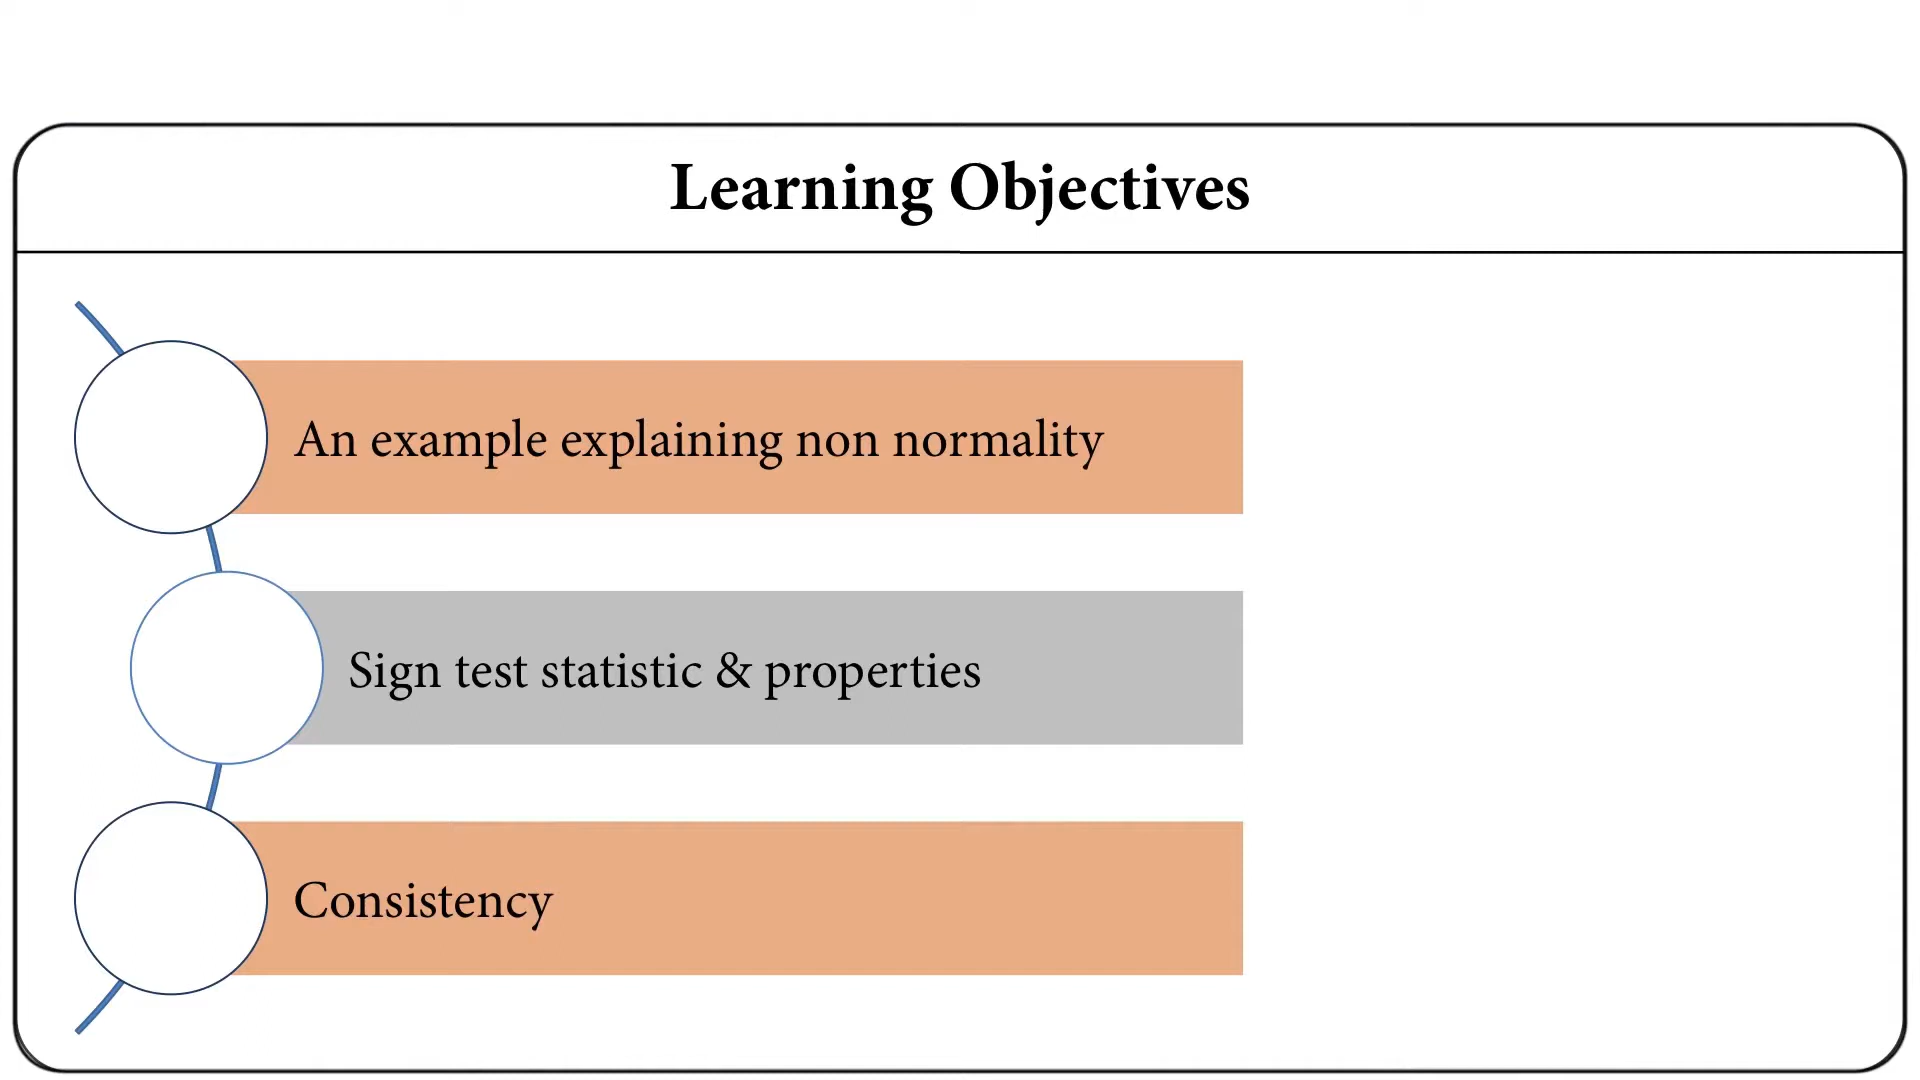 Learning Objectives
An example explaining non normality
Sign test statistic & properties
Consistency